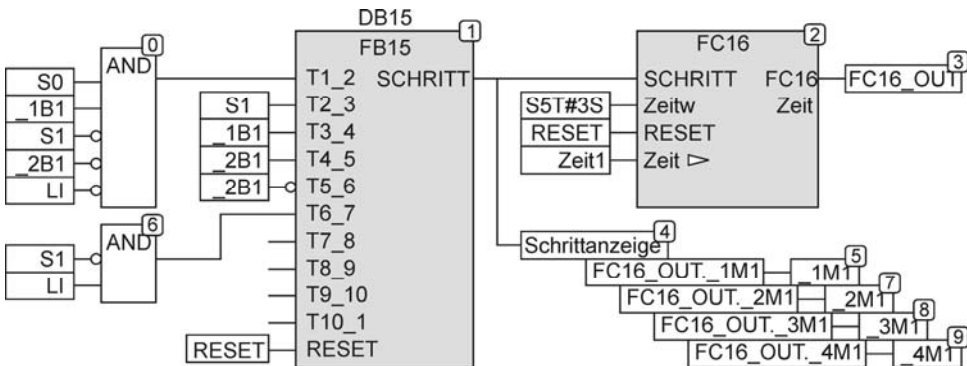 DB15
0
AND
S0
_1B1
S1
_2B1
LI
6
AND
S1
LI
1
FB15
T1_2 SCHRITT
S1 T2_3
_1B1 T3_4
_2B1 T4_5
_2B1 T5_6
T6_7
T7_8
T8_9
T9_10
T10_1
RESET RESET
2
FC16
SCHRITT FC16
S5T#3S Zeitw Zeit
RESET RESET
Zeit1 Zeit
3
FC16_OUT
4
Schrittanzeige
5
FC16_OUT._1M1 _1M1
7
FC16_OUT._2M1 _2M1
8
FC16_OUT._3M1 _3M1
9
FC16_OUT._4M1 _4M1